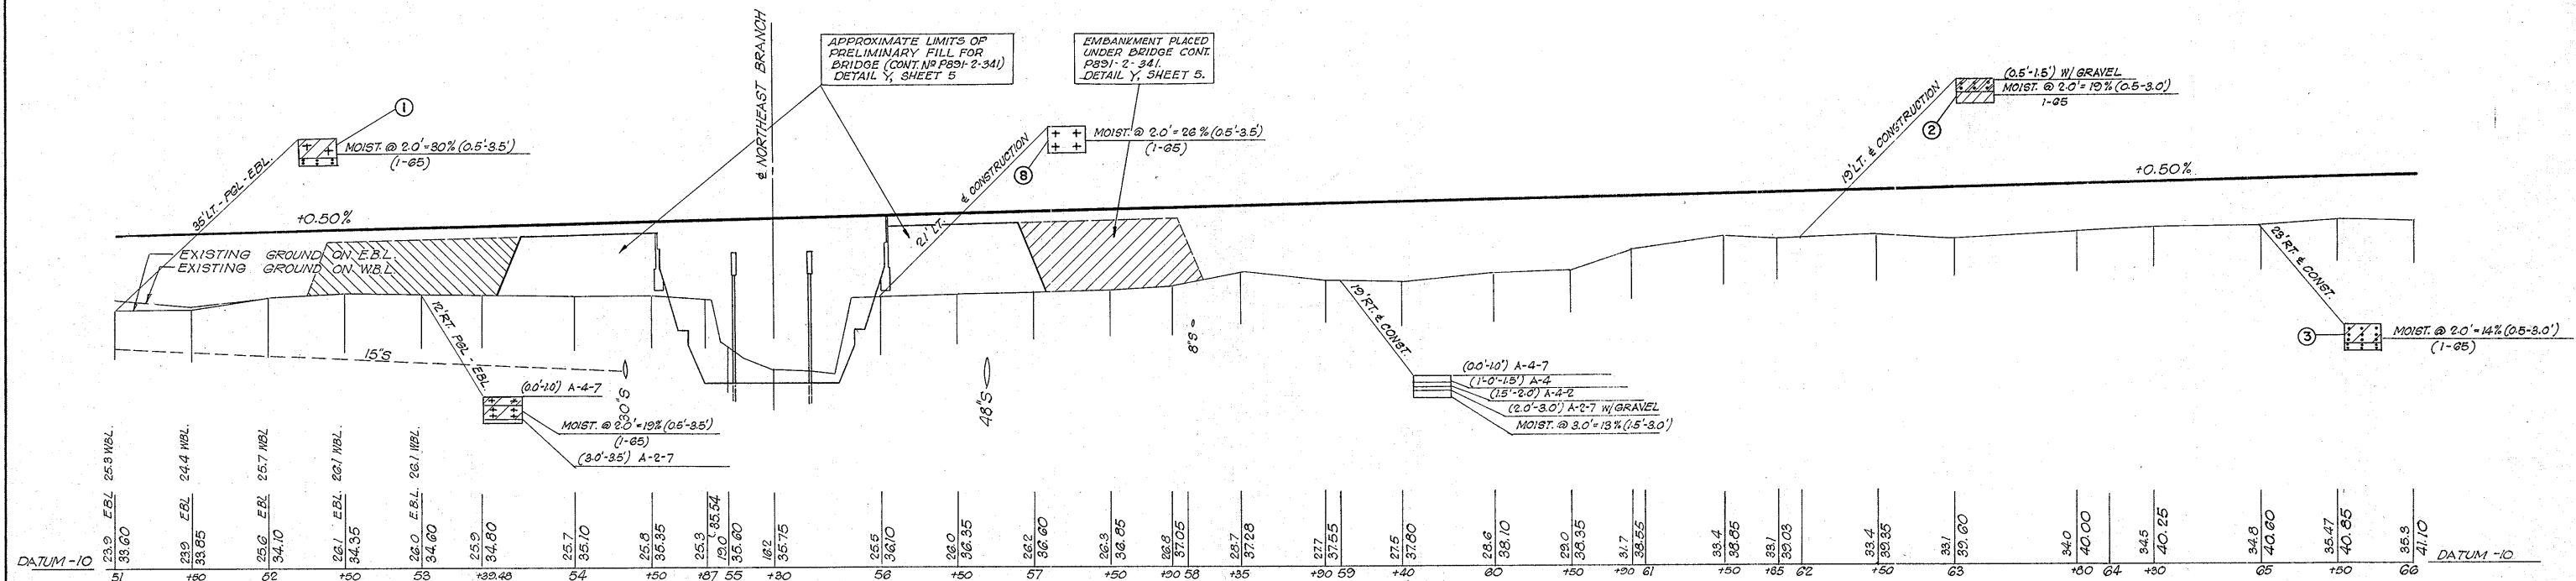 ℄ NORTHEAST BRANCH
APPROXIMATE LIMITS OF
PRELIMINARY FILL FOR
BRIDGE (CONT. Nº P891-2-341)
DETAIL Y, SHEET 5
EMBANKMENT PLACED
UNDER BRIDGE CONT.
P891-2-341.
DETAIL Y, SHEET 5.
1
MOIST. @ 2.0'=30% (0.5'-3.5')
(1-65)
35' LT. - PGL - EBL.
8
MOIST. @ 2.0'=26% (0.5'-3.5')
(1-65)
21' LT. ℄ CONSTRUCTION
(0.5'-1.5') W/ GRAVEL
MOIST. @ 2.0'=19% (0.5-3.0')
1-65
2
19' LT. ℄ CONSTRUCTION
+0.50%
+0.50%
EXISTING GROUND ON E.B.L.
EXISTING GROUND ON W.B.L.
15"S
12' RT. PGL - EBL.
30"S
48"S
8"S
(0.0'-1.0') A-4-7
MOIST. @ 2.0'=19% (0.5'-3.5')
(1-65)
(3.0'-3.5') A-2-7
19' RT. ℄ CONST.
(0.0'-1.0') A-4-7
(1'-0'-1.5') A-4
(1.5'-2.0') A-4-2
(2.0'-3.0') A-2-7 W/GRAVEL
MOIST. @ 3.0'=13% (1.5'-3.0')
23' RT. ℄ CONST.
3
MOIST. @ 2.0'=14% (0.5-3.0')
(1-65)
23.9 EBL 25.3 WBL.
33.60
23.9 EBL 24.4 WBL.
33.85
25.6 EBL 25.7 WBL
34.10
26.1 EBL. 26.1 WBL.
34.35
26.0 E.B.L. 26.1 WBL.
34.60
25.9
34.80
25.7
35.10
25.8
35.35
25.3
35.54
19.0
35.60
16.2
35.75
25.5
36.10
26.0
36.35
26.2
36.60
26.3
36.85
26.8
37.05
28.7
37.28
27.7
37.55
27.5
37.80
28.6
38.10
29.0
38.35
31.7
38.55
33.4
38.85
33.1
39.03
33.4
39.35
33.1
39.60
34.0
40.00
34.5
40.25
34.8
40.60
35.47
40.85
35.3
41.10
DATUM -10
DATUM -10
51 +50 52 +50 53 +39.48 54 +50 +87 55 +30 56 +50 57 +50 +90 58 +35 +90 59 +40 60 +50 +90 61 +50 +85 62 +50 63 +80 64 +30 65 +50 66